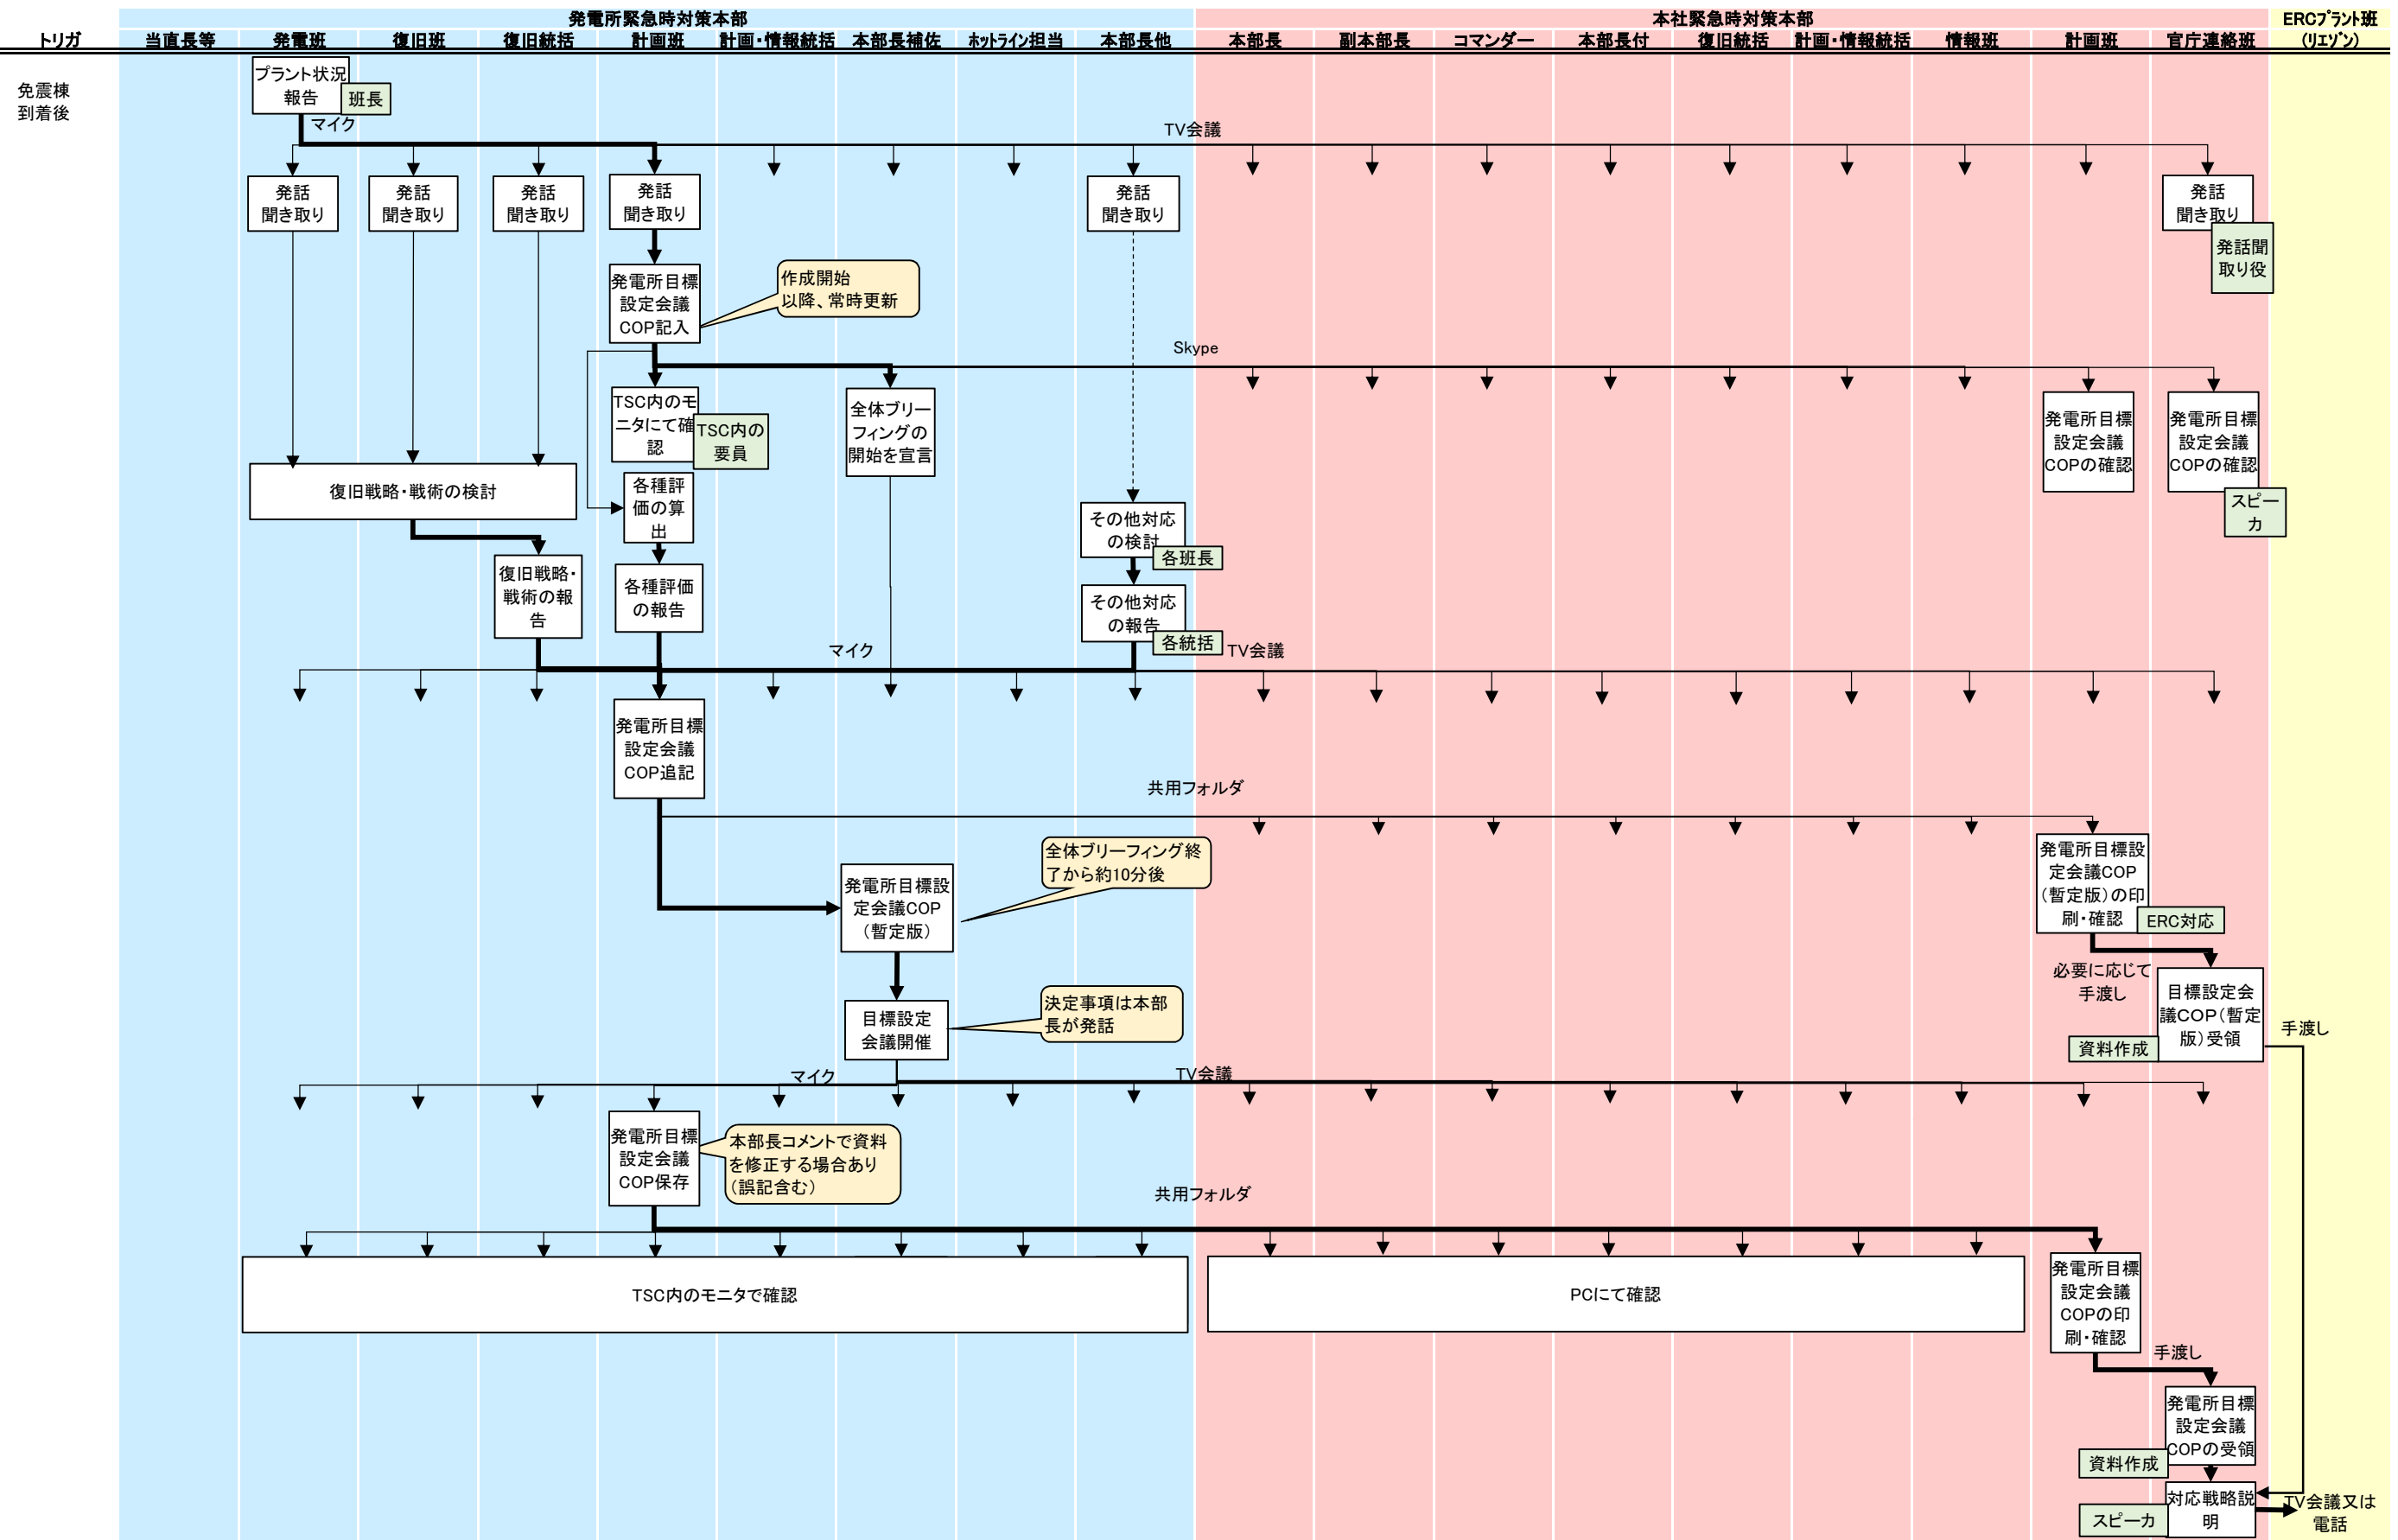 発電所緊急時対策本部
本社緊急時対策本部
ERCﾌﾟﾗﾝﾄ班
トリガ
当直長等
発電班
復旧班
復旧統括
計画班
計画・情報統括
本部長補佐
ﾎｯﾄﾗｲﾝ担当
本部長他
本部長
副本部長
コマンダー
本部長付
復旧統括
計画・情報統括
情報班
計画班
官庁連絡班
(ﾘｴｿﾞﾝ)
免震棟
到着後
プラント状況
報告
班長
マイク
TV会議
発話
聞き取り
発話
聞き取り
発話
聞き取り
発話
聞き取り
発話
聞き取り
発話
聞き取り
発話聞
取り役
発電所目標
設定会議
COP記入
作成開始
以降、常時更新
Skype
TSC内のモ
ニタにて確
認
TSC内の
要員
全体ブリー
フィングの
開始を宣言
発電所目標
設定会議
COPの確認
発電所目標
設定会議
COPの確認
スピー
カ
復旧戦略・戦術の検討
各種評
価の算
出
その他対応
の検討
各班長
復旧戦略・
戦術の報
告
各種評価
の報告
その他対応
の報告
各統括
マイク
TV会議
発電所目標
設定会議
COP追記
共用フォルダ
全体ブリーフィング終
了から約10分後
発電所目標設
定会議COP
（暫定版）
発電所目標設
定会議COP
（暫定版）の印
刷・確認
ERC対応
必要に応じて
手渡し
目標設定会
議COP（暫定
版）受領
資料作成
手渡し
目標設定
会議開催
決定事項は本部
長が発話
マイク
TV会議
発電所目標
設定会議
COP保存
本部長コメントで資料
を修正する場合あり
（誤記含む）
共用フォルダ
TSC内のモニタで確認
PCにて確認
発電所目標
設定会議
COPの印
刷・確認
手渡し
発電所目標
設定会議
COPの受領
資料作成
対応戦略説
明
スピーカ
TV会議又は
電話